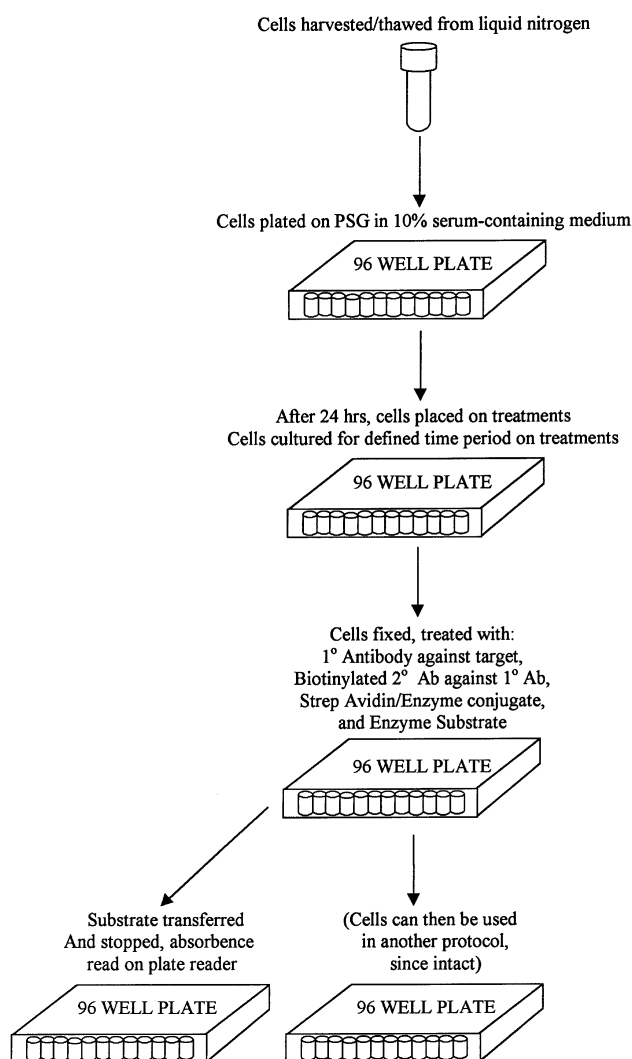 Cells harvested/thawed from liquid nitrogen
Cells plated on PSG in 10% serum-containing medium
96 WELL PLATE
After 24 hrs, cells placed on treatments
Cells cultured for defined time period on treatments
96 WELL PLATE
Cells fixed, treated with:
1° Antibody against target,
Biotinylated 2° Ab against 1° Ab,
Strep Avidin/Enzyme conjugate,
and Enzyme Substrate
96 WELL PLATE
Substrate transferred
And stopped, absorbence
read on plate reader
96 WELL PLATE
(Cells can then be used
in another protocol,
since intact)
96 WELL PLATE